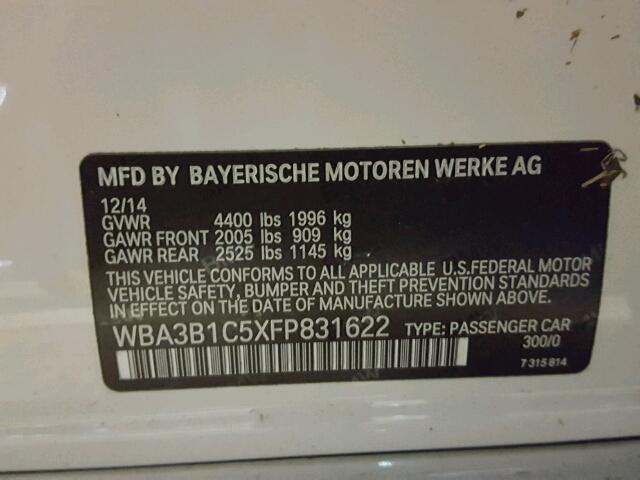 MFD BY BAYERISCHE MOTOREN WERKE AG
12/14
GVWR 4400 lbs 1996 kg
GAWR FRONT 2005 lbs 909 kg
GAWR REAR 2525 lbs 1145 kg
THIS VEHICLE CONFORMS TO ALL APPLICABLE U.S.FEDERAL MOTOR
VEHICLE SAFETY, BUMPER AND THEFT PREVENTION STANDARDS
IN EFFECT ON THE DATE OF MANUFACTURE SHOWN ABOVE.
WBA3B1C5XFP831622 TYPE: PASSENGER CAR
300/0
7 315 814